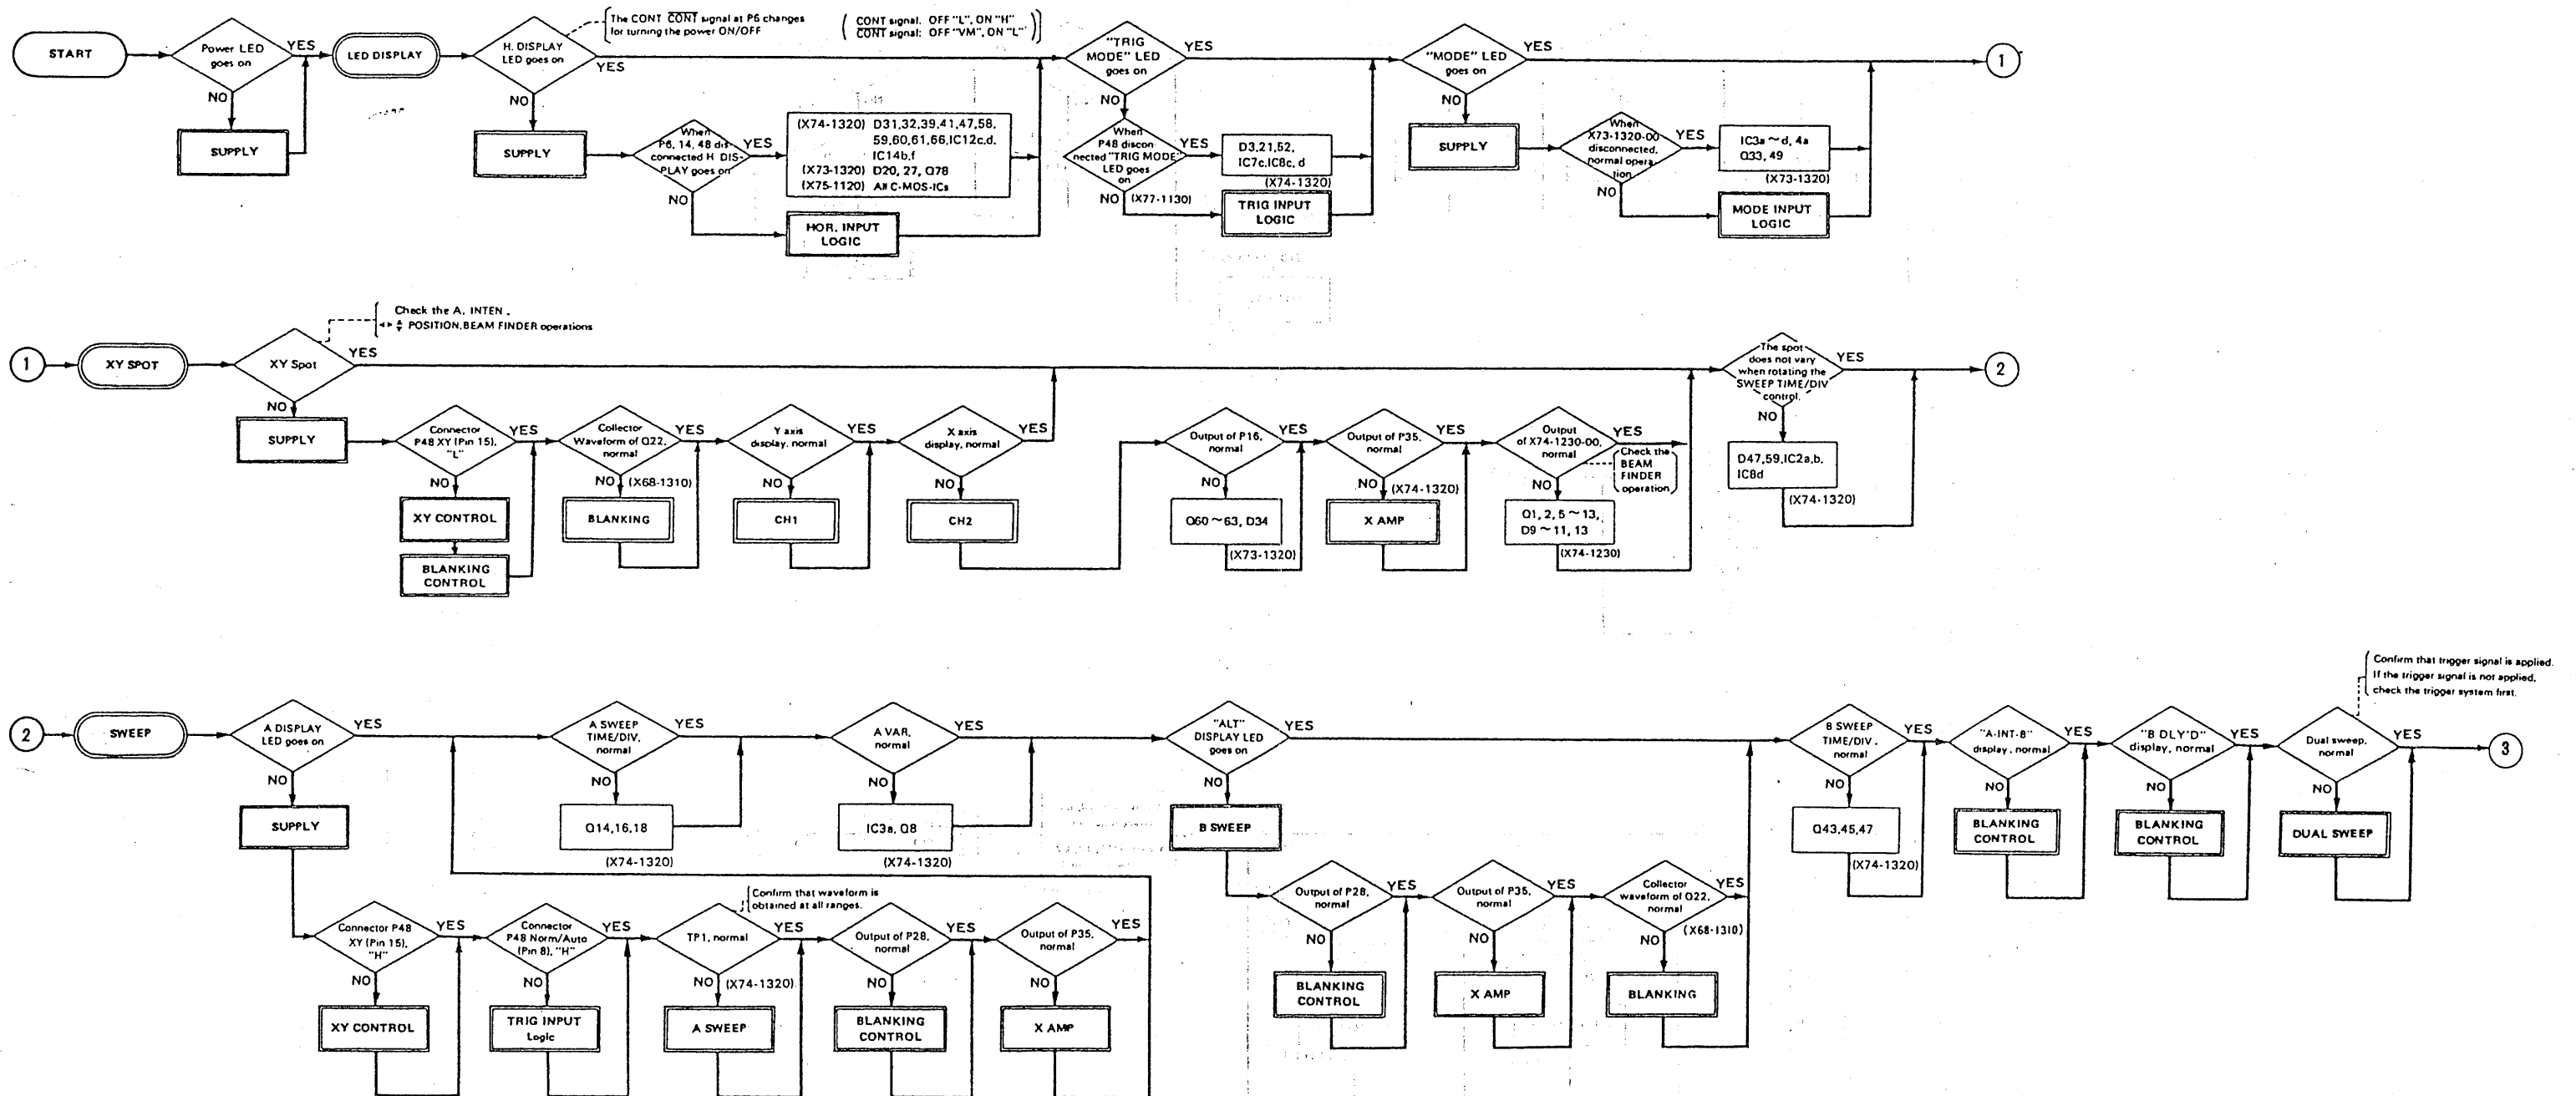 START
Power LED
goes on
YES
NO
SUPPLY
LED DISPLAY
H. DISPLAY
LED goes on
YES
NO
The CONT C̅O̅N̅T̅ signal at P6 changes
for turning the power ON/OFF
CONT signal. OFF "L", ON "H"
C̅O̅N̅T̅ signal: OFF "VM", ON "L"
SUPPLY
When
P6, 14, 48 dis-
connected H. DIS-
PLAY goes on
YES
NO
(X74-1320) D31,32,39,41,47,58,
59,60,61,66,IC12c,d.
IC14b,f
(X73-1320) D20, 27, Q78
(X75-1120) All C-MOS-ICs
HOR. INPUT
LOGIC
"TRIG
MODE" LED
goes on
YES
NO
When
P48 discon-
nected "TRIG MODE"
LED goes
on
YES
NO
(X77-1130)
D3,21,52,
IC7c,IC8c, d
(X74-1320)
TRIG INPUT
LOGIC
"MODE" LED
goes on
YES
NO
SUPPLY
When
X73-1320-00
disconnected,
normal opera-
tion
YES
NO
IC3a ~ d, 4a
Q33, 49
(X73-1320)
MODE INPUT
LOGIC
1
1
XY SPOT
XY Spot
YES
NO
Check the A. INTEN .
◄► ▲▼ POSITION,BEAM FINDER operations
SUPPLY
Connector
P48 XY (Pin 15).
"L"
YES
NO
XY CONTROL
BLANKING
CONTROL
Collector
Waveform of Q22,
normal
YES
NO
(X68-1310)
BLANKING
Y axis
display. normal
YES
NO
CH1
X axis
display, normal
YES
NO
CH2
Output of P16,
normal
YES
NO
Q60 ~ 63, D34
(X73-1320)
Output of P35,
normal
YES
NO
(X74-1320)
X AMP
Output
of X74-1230-00,
normal
YES
NO
Check the
BEAM
FINDER
operation
Q1, 2, 5 ~ 13,
D9 ~ 11, 13
(X74-1230)
The spot
does not vary
when rotating the
SWEEP TIME/DIV
control.
YES
NO
D47,59,IC2a,b,
IC8d
(X74-1320)
2
2
SWEEP
A DISPLAY
LED goes on
YES
NO
SUPPLY
A SWEEP
TIME/DIV,
normal
YES
NO
Q14,16,18
(X74-1320)
A VAR,
normal
YES
NO
IC3a, Q8
(X74-1320)
"ALT"
DISPLAY LED
goes on
YES
NO
B SWEEP
B SWEEP
TIME/DIV .
normal
YES
NO
Q43,45,47
(X74-1320)
"A-INT-B"
display, normal
YES
NO
BLANKING
CONTROL
"B DLY'D"
display, normal
YES
NO
BLANKING
CONTROL
Confirm that trigger signal is applied.
If the trigger signal is not applied,
check the trigger system first.
Dual sweep,
normal
YES
NO
DUAL SWEEP
3
Connector P48
XY (Pin 15),
"H"
YES
NO
XY CONTROL
Connector
P48 Norm/Auto
(Pin 8), "H"
YES
NO
TRIG INPUT
Logic
Confirm that waveform is
obtained at all ranges.
TP1, normal
YES
NO
(X74-1320)
A SWEEP
Output of P28,
normal
YES
NO
BLANKING
CONTROL
Output of P35,
normal
YES
NO
X AMP
Output of P28,
normal
YES
NO
BLANKING
CONTROL
Output of P35,
normal
YES
NO
X AMP
Collector
waveform of Q22,
normal
YES
NO
(X68-1310)
BLANKING